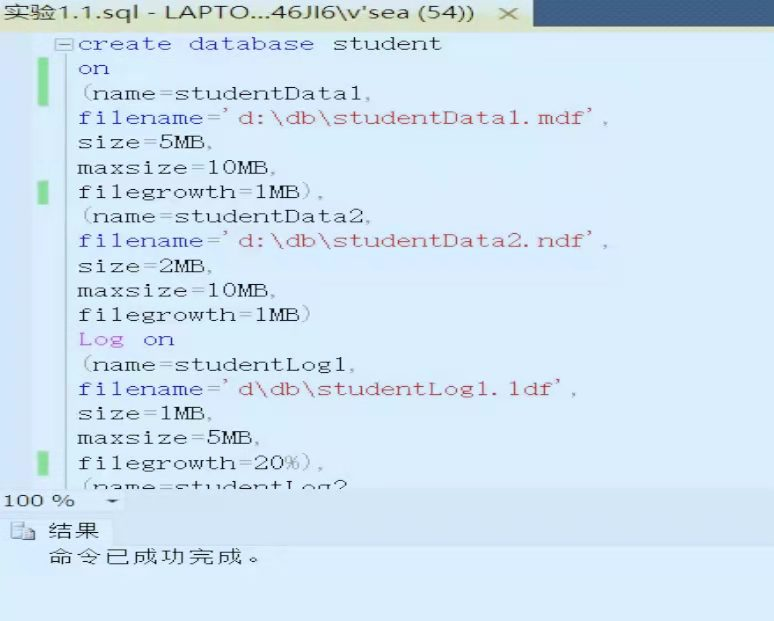 实验1.1.sql - LAPTO...46JI6\v'sea (54)) ×
create database student
on
(name=studentData1,
filename='d:\db\studentData1.mdf',
size=5MB,
maxsize=10MB,
filegrowth=1MB),
(name=studentData2,
filename='d:\db\studentData2.ndf',
size=2MB,
maxsize=10MB,
filegrowth=1MB)
Log on
(name=studentLog1,
filename='d\db\studentLog1.ldf',
size=1MB,
maxsize=5MB,
filegrowth=20%),
(name=studentLog2
100 %
结果
命令已成功完成。